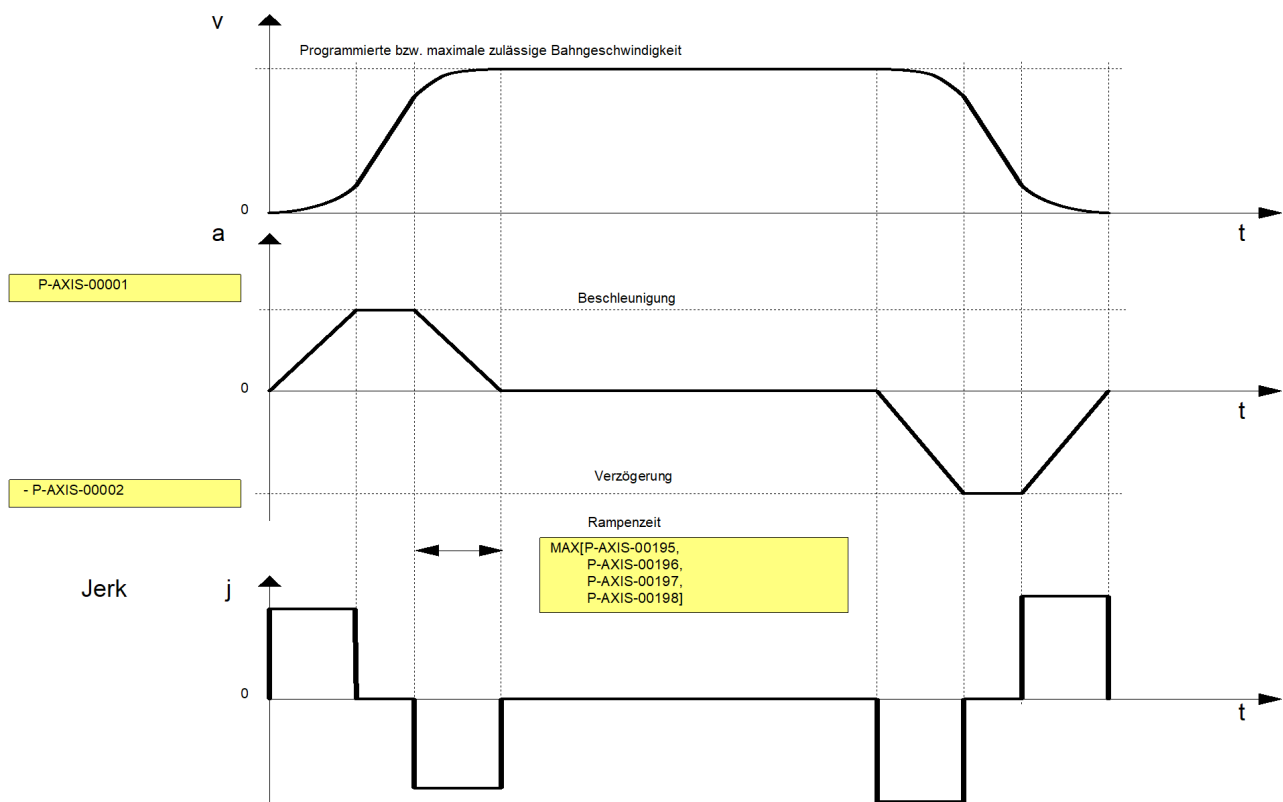 v
Programmierte bzw. maximale zulässige Bahngeschwindigkeit
0
t
a
P-AXIS-00001
Beschleunigung
0
t
- P-AXIS-00002
Verzögerung
Rampenzeit
MAX[P-AXIS-00195,
P-AXIS-00196,
P-AXIS-00197,
P-AXIS-00198]
Jerk
j
0
t